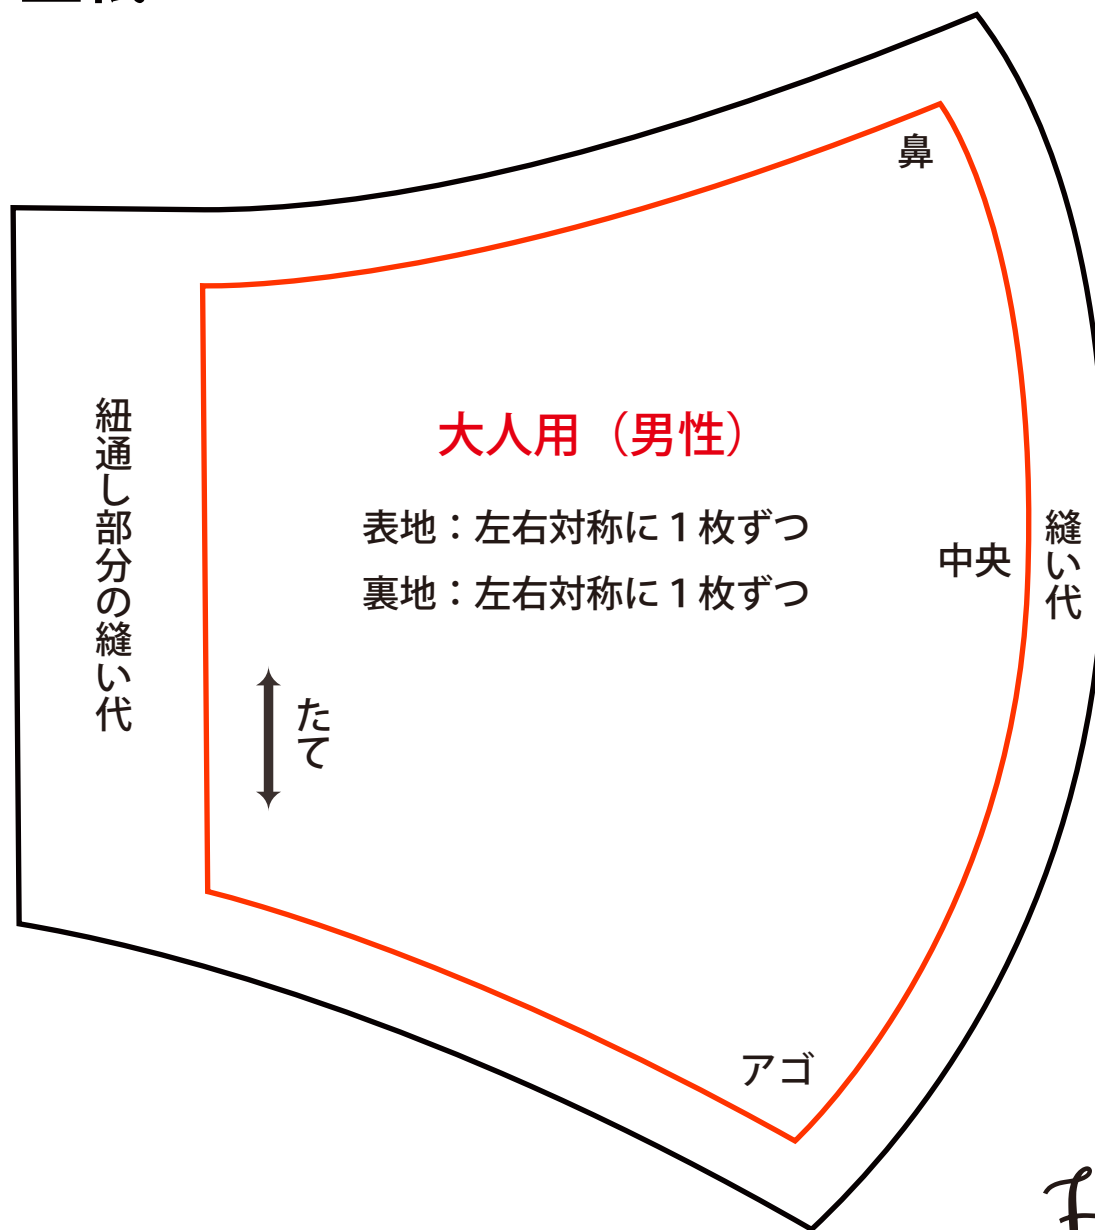 鼻
大人用（男性）
表地：左右対称に1枚ずつ
裏地：左右対称に1枚ずつ
中央
縫い代
紐通し部分の縫い代
たて
アゴ